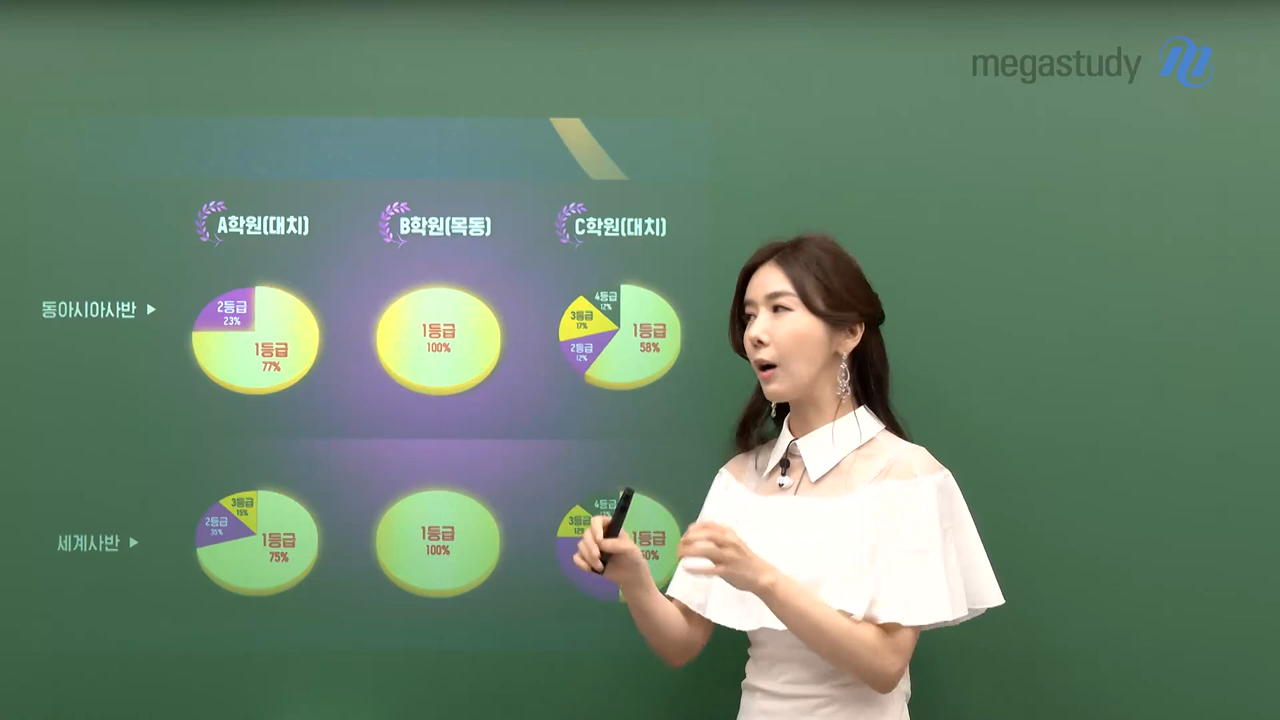 megastudy
A학원(대치) B학원(목동) C학원(대치)
동아시아사반
2등급
23%
1등급
77%
1등급
100%
4등급
12%
3등급
17%
2등급
12%
1등급
58%
세계사반
3등급
15%
2등급
35%
1등급
75%
1등급
100%
4등급
3등급
12%
1등급
50%